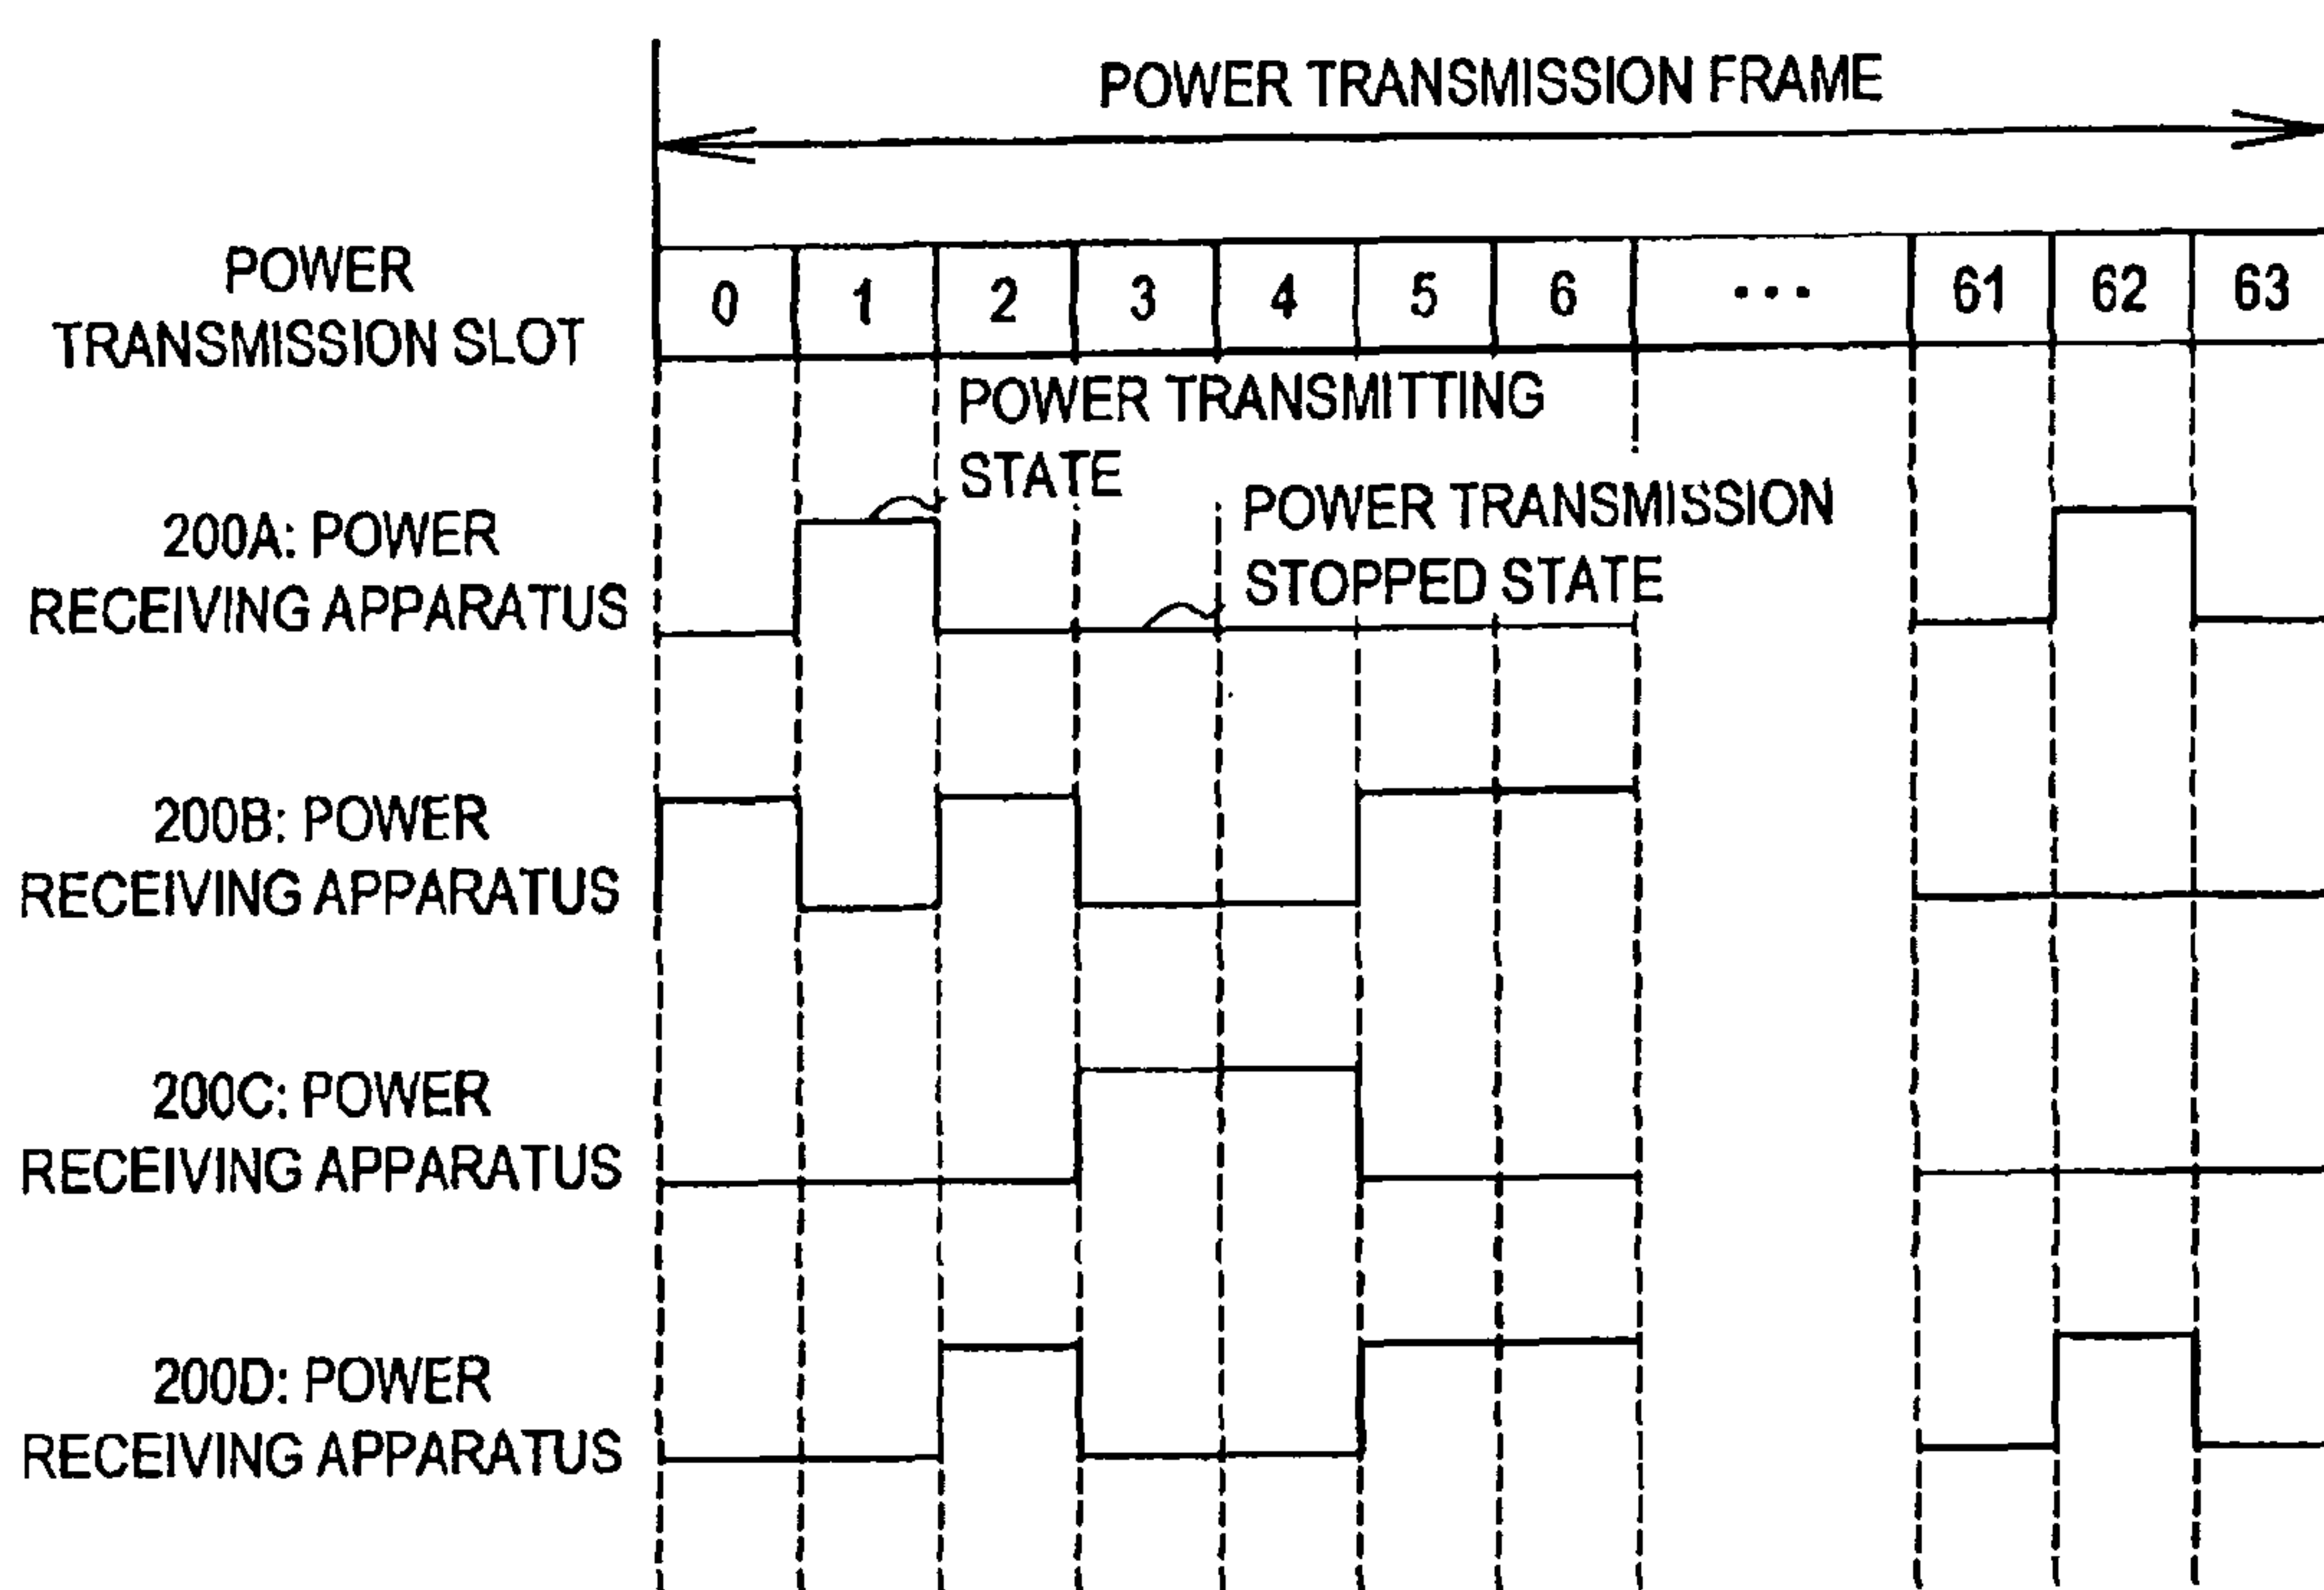 POWER TRANSMISSION FRAME
POWER
TRANSMISSION SLOT
0 1 2 3 4 5 6 ... 61 62 63
POWER TRANSMITTING
STATE
POWER TRANSMISSION
STOPPED STATE
200A: POWER
RECEIVING APPARATUS
200B: POWER
RECEIVING APPARATUS
200C: POWER
RECEIVING APPARATUS
200D: POWER
RECEIVING APPARATUS